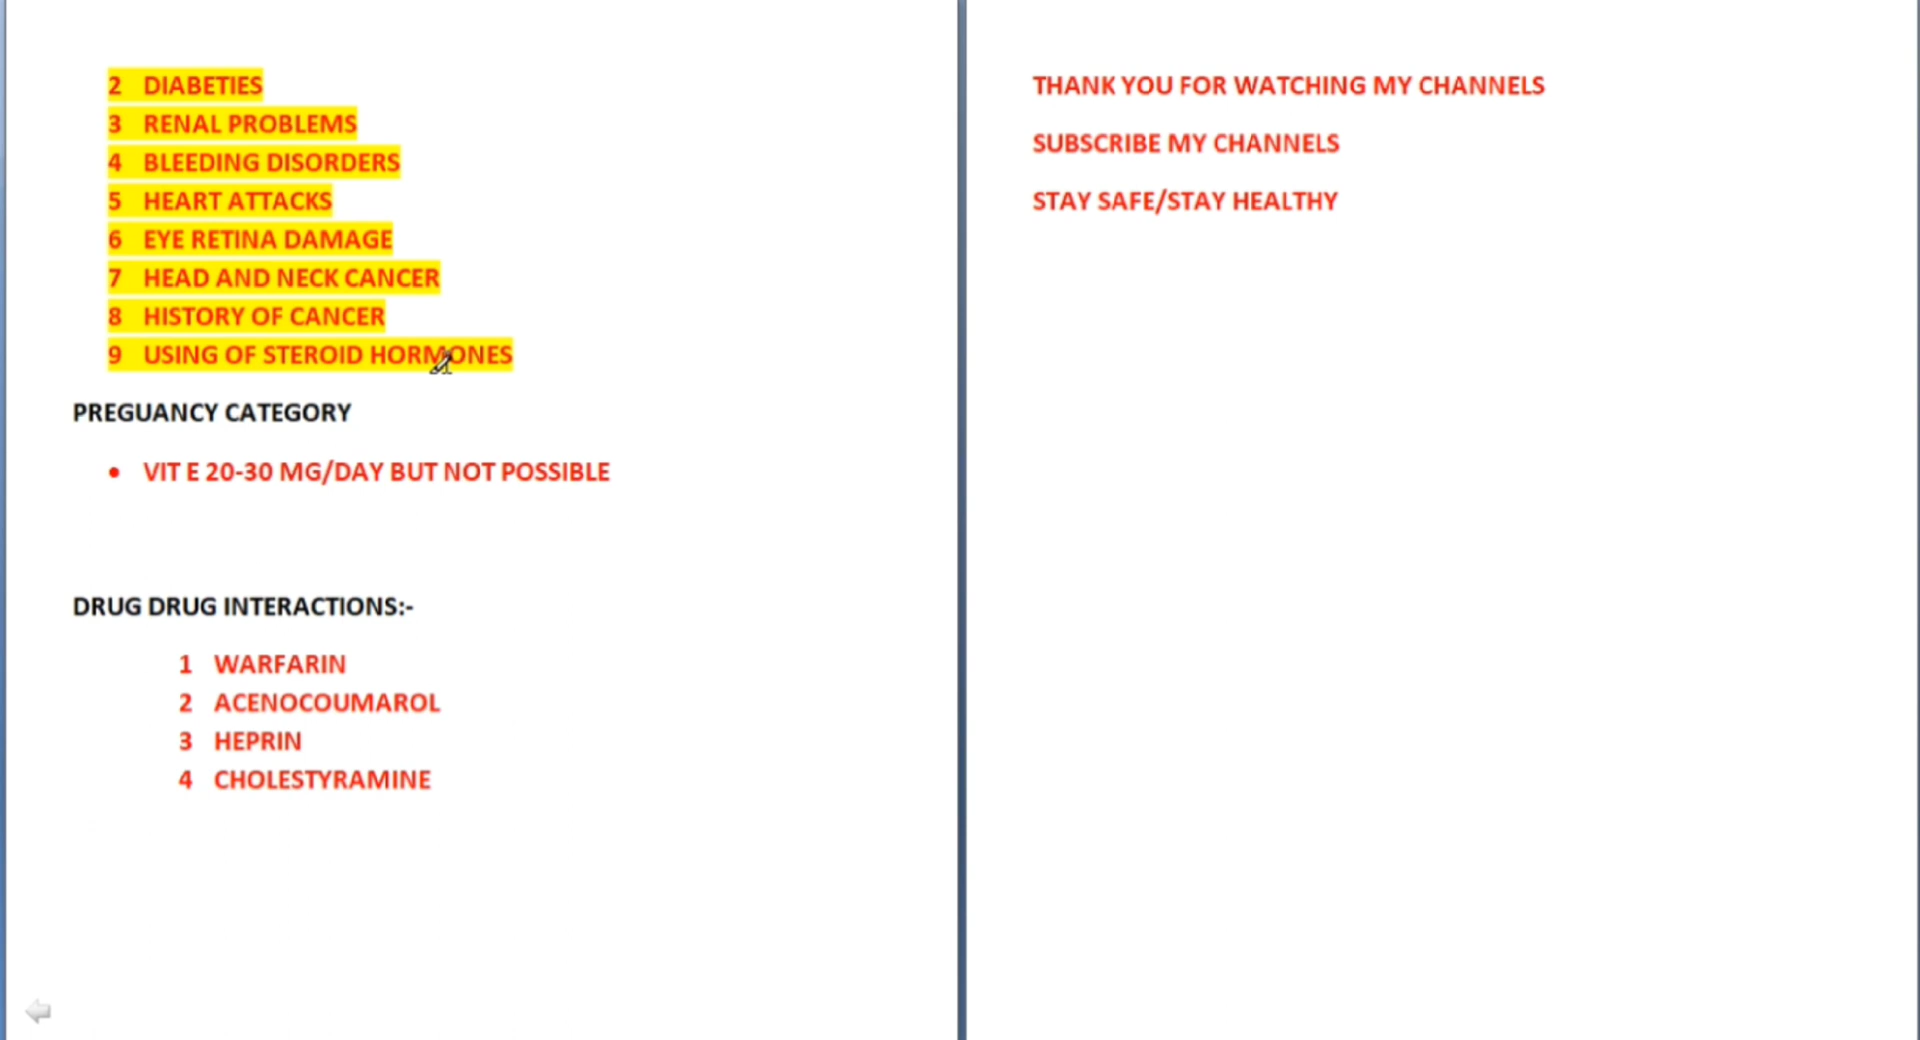 2 DIABETIES
3 RENAL PROBLEMS
4 BLEEDING DISORDERS
5 HEART ATTACKS
6 EYE RETINA DAMAGE
7 HEAD AND NECK CANCER
8 HISTORY OF CANCER
9 USING OF STEROID HORMONES
PREGUANCY CATEGORY
• VIT E 20-30 MG/DAY BUT NOT POSSIBLE
DRUG DRUG INTERACTIONS:-
1 WARFARIN
2 ACENOCOUMAROL
3 HEPRIN
4 CHOLESTYRAMINE
THANK YOU FOR WATCHING MY CHANNELS
SUBSCRIBE MY CHANNELS
STAY SAFE/STAY HEALTHY